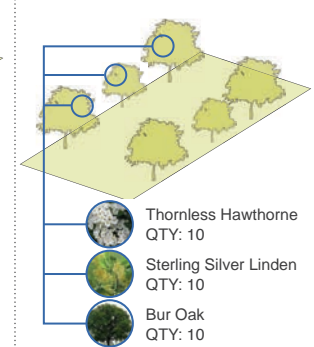 Thornless Hawthorne
QTY: 10
Sterling Silver Linden
QTY: 10
Bur Oak
QTY: 10